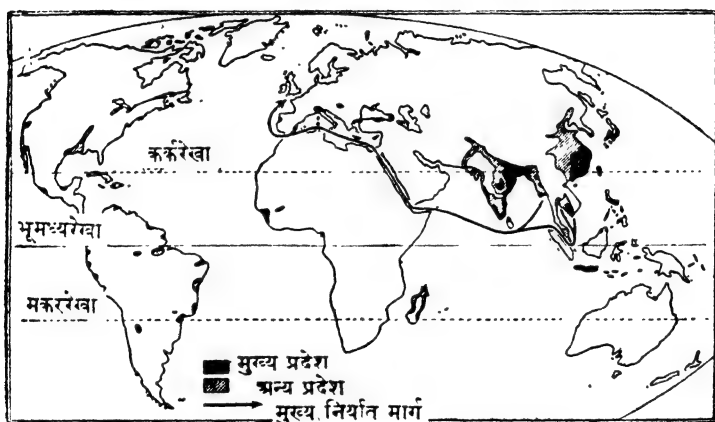 कर्करेखा
भूमध्यरेखा
मकररेखा
मुख्य प्रदेश
अन्य प्रदेश
मुख्य निर्यात मार्ग